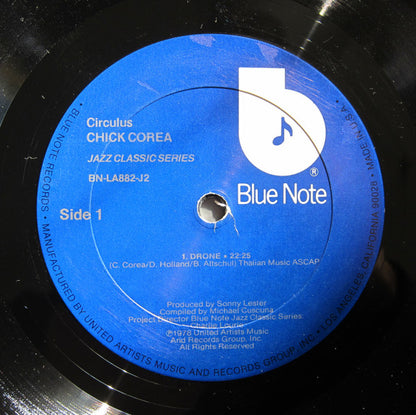 Circulus
CHICK COREA
JAZZ CLASSIC SERIES
BN-LA882-J2
Side 1
b
Blue Note
®
1. DRONE • 22:25
(C. Corea/D. Holland/B. Altschul) Thaiian Music ASCAP
Produced by Sonny Lester
Compiled by Michael Cuscuna
Project Director Blue Note Jazz Classic Series:
Charlie Lourie
℗1978 United Artists Music
And Records Group, Inc.
All Rights Reserved
• BLUE NOTE RECORDS • MANUFACTURED BY UNITED ARTISTS MUSIC AND RECORDS GROUP, INC. • LOS ANGELES, CALIFORNIA 90028 • MADE IN U.S.A.